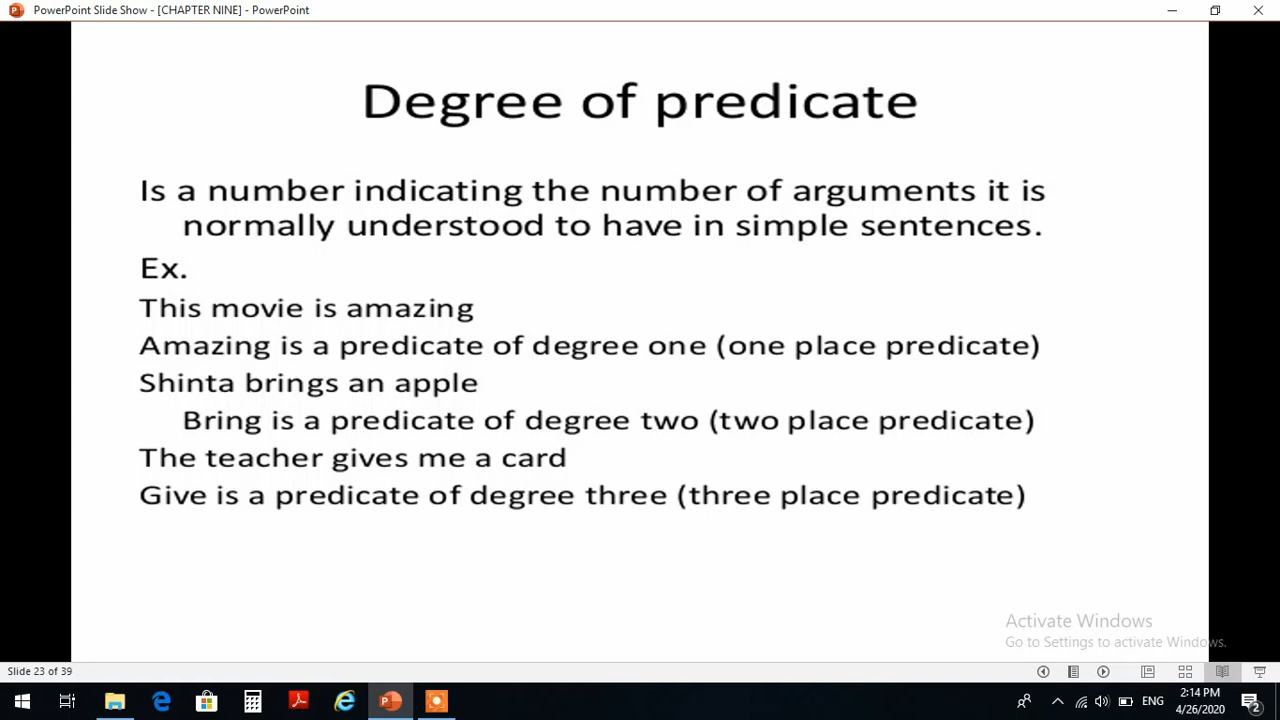 PowerPoint Slide Show - [CHAPTER NINE] - PowerPoint
Degree of predicate
Is a number indicating the number of arguments it is
normally understood to have in simple sentences.
Ex.
This movie is amazing
Amazing is a predicate of degree one (one place predicate)
Shinta brings an apple
Bring is a predicate of degree two (two place predicate)
The teacher gives me a card
Give is a predicate of degree three (three place predicate)
Activate Windows
Go to Settings to activate Windows.
Slide 23 of 39
ENG
2:14 PM
4/26/2020
2